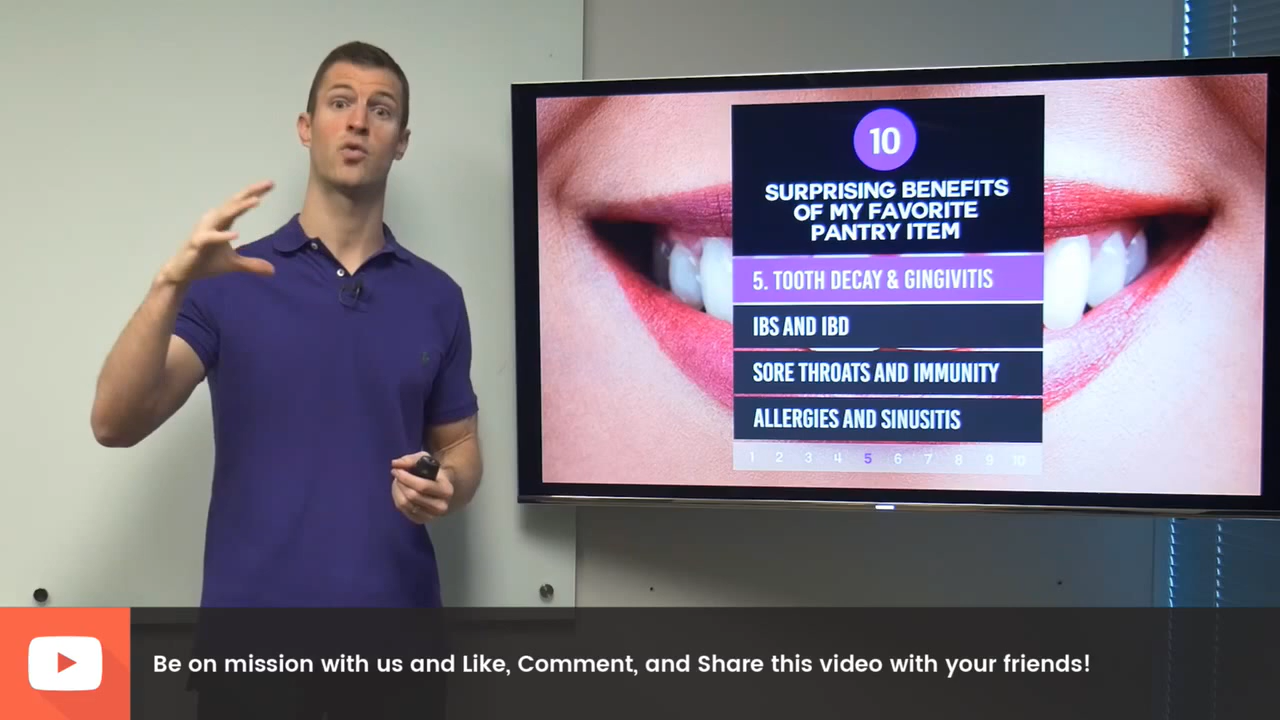 10
SURPRISING BENEFITS
OF MY FAVORITE
PANTRY ITEM
5. TOOTH DECAY & GINGIVITIS
IBS AND IBD
SORE THROATS AND IMMUNITY
ALLERGIES AND SINUSITIS
1 2 3 4 5 6 7 8 9 10
Be on mission with us and Like, Comment, and Share this video with your friends!